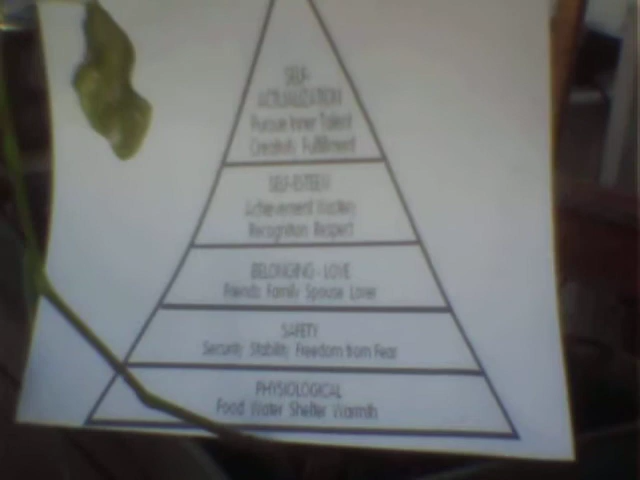 SELF-
ACTUALIZATION
Pursue Inner Talent
Creativity Fulfillment
SELF-ESTEEM
Achievement Mastery
Recognition Respect
BELONGING - LOVE
Friends Family Spouse Lover
SAFETY
Security Stability Freedom from Fear
PHYSIOLOGICAL
Food Water Shelter Warmth